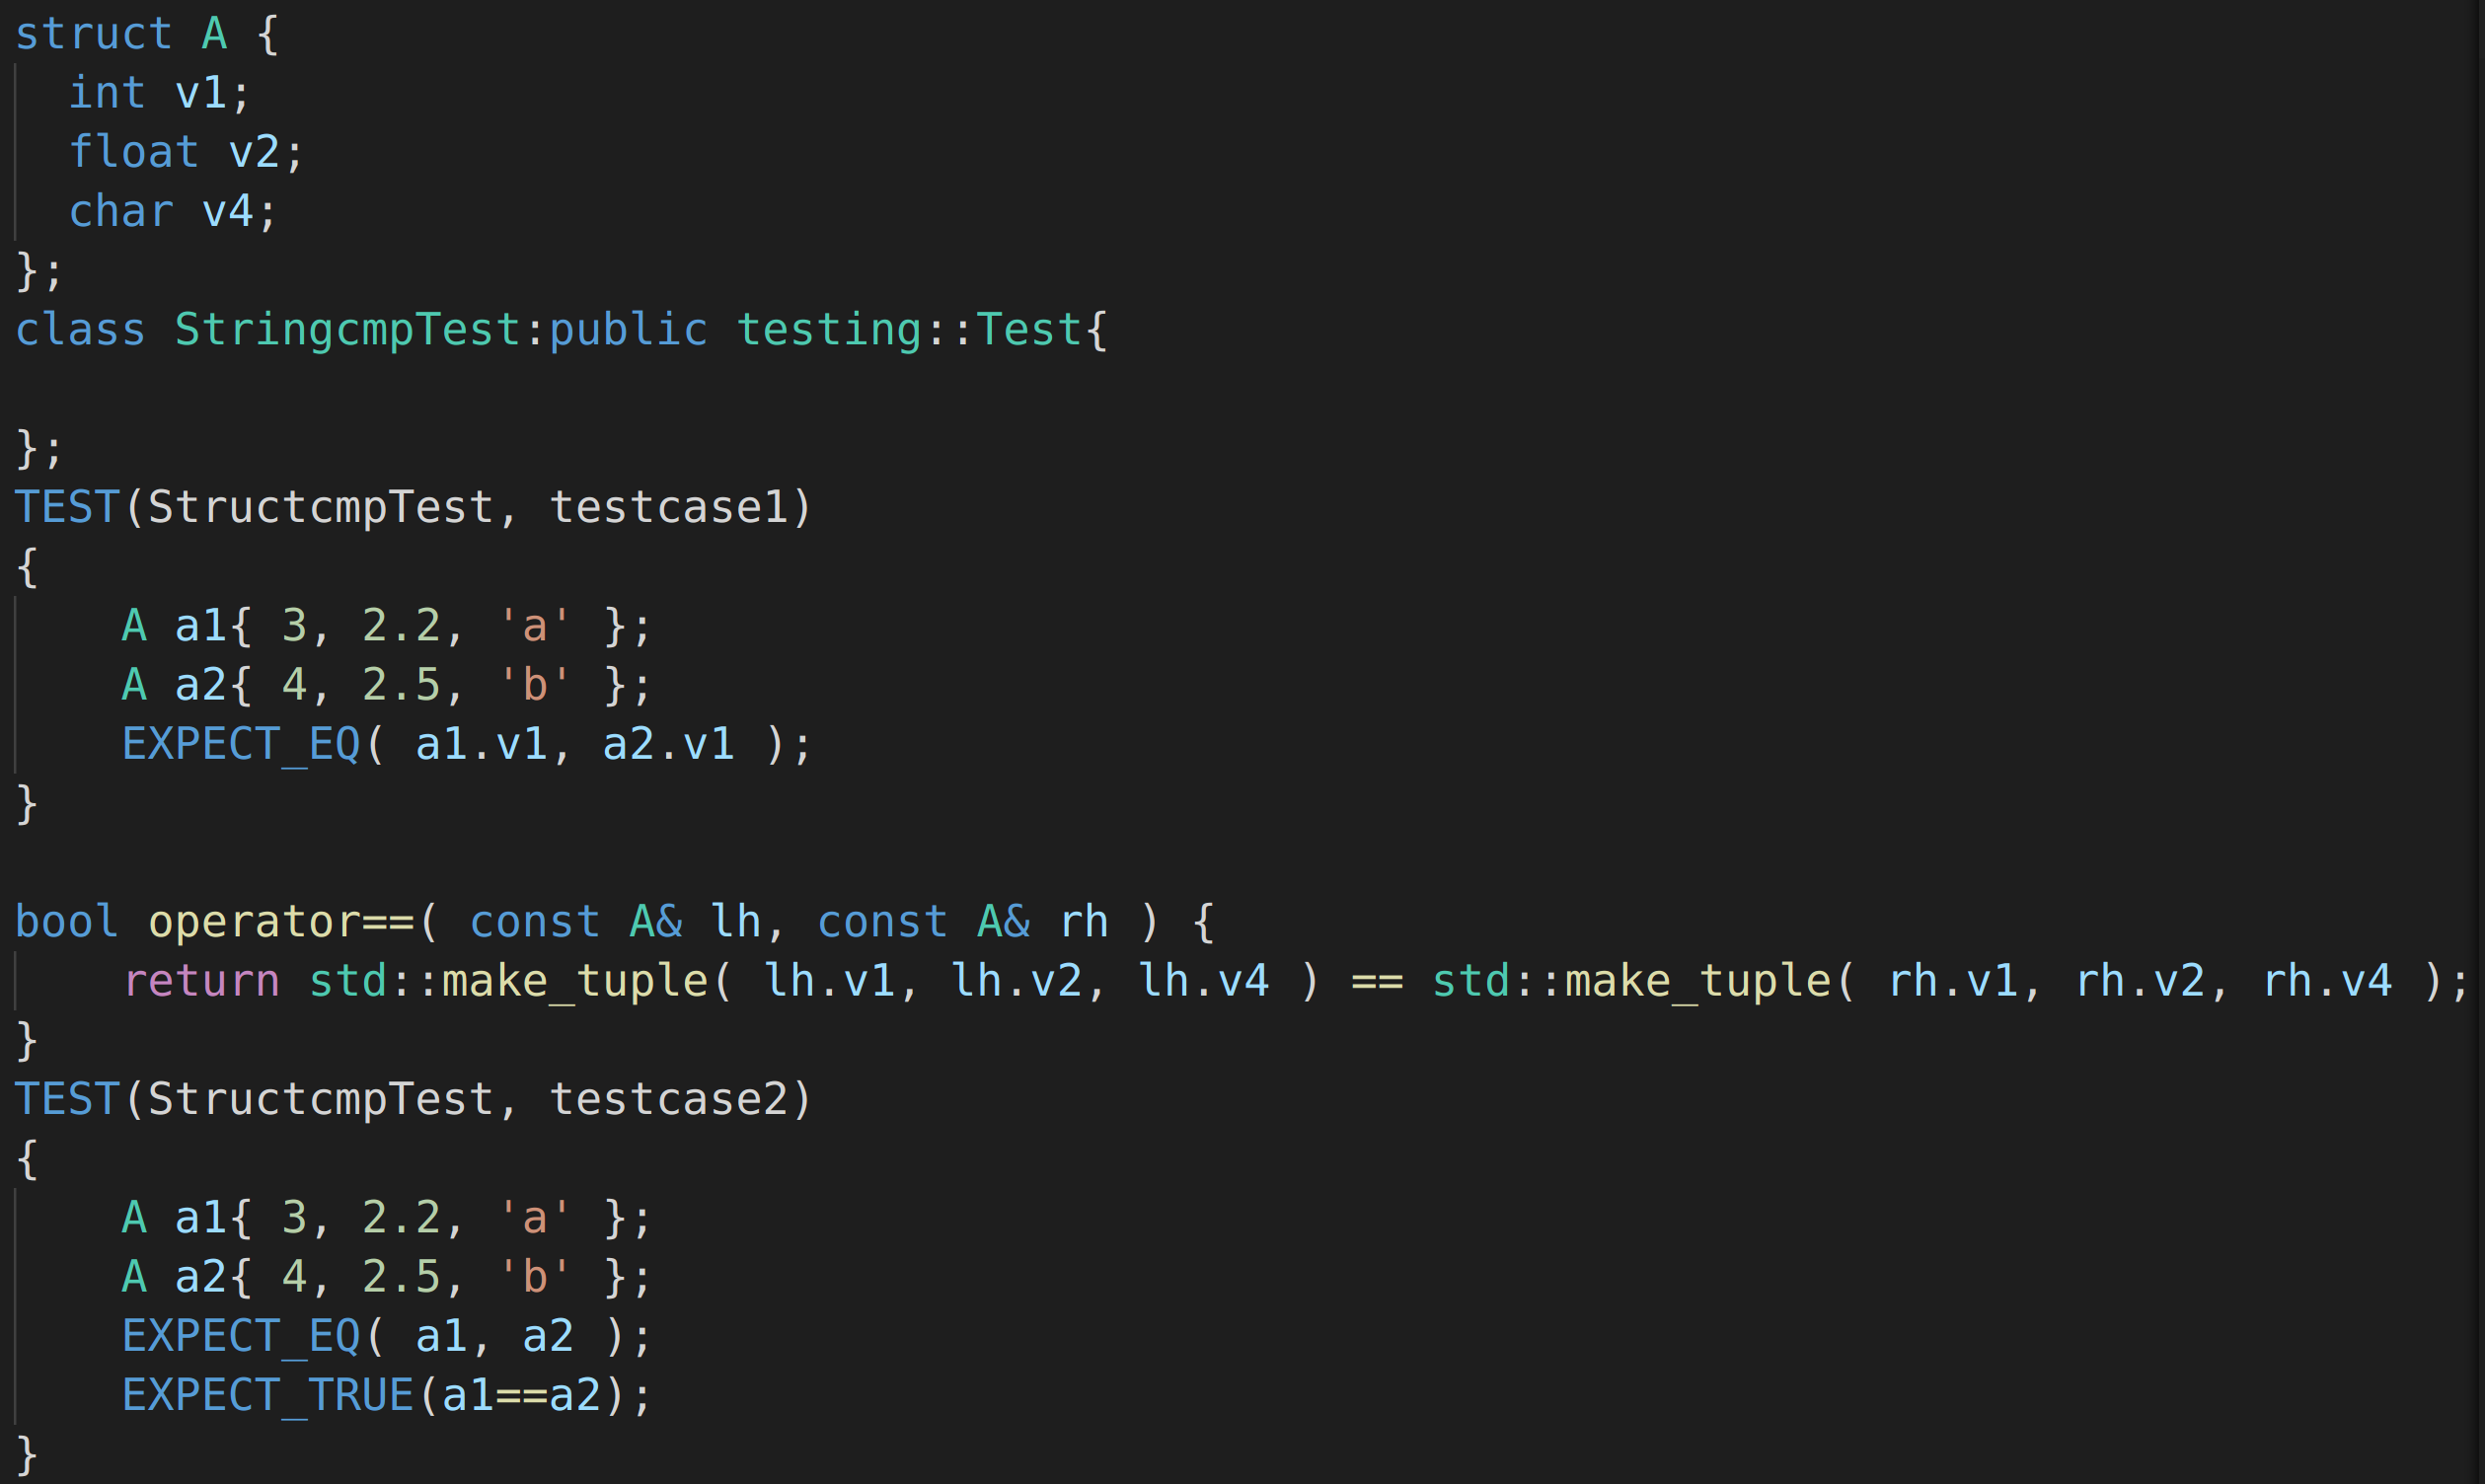 struct A {
  int v1;
  float v2;
  char v4;
};
class StringcmpTest:public testing::Test{

};
TEST(StructcmpTest, testcase1)
{
    A a1{ 3, 2.2, 'a' };
    A a2{ 4, 2.5, 'b' };
    EXPECT_EQ( a1.v1, a2.v1 );
}

bool operator==( const A& lh, const A& rh ) {
    return std::make_tuple( lh.v1, lh.v2, lh.v4 ) == std::make_tuple( rh.v1, rh.v2, rh.v4 );
}
TEST(StructcmpTest, testcase2)
{
    A a1{ 3, 2.2, 'a' };
    A a2{ 4, 2.5, 'b' };
    EXPECT_EQ( a1, a2 );
    EXPECT_TRUE(a1==a2);
}